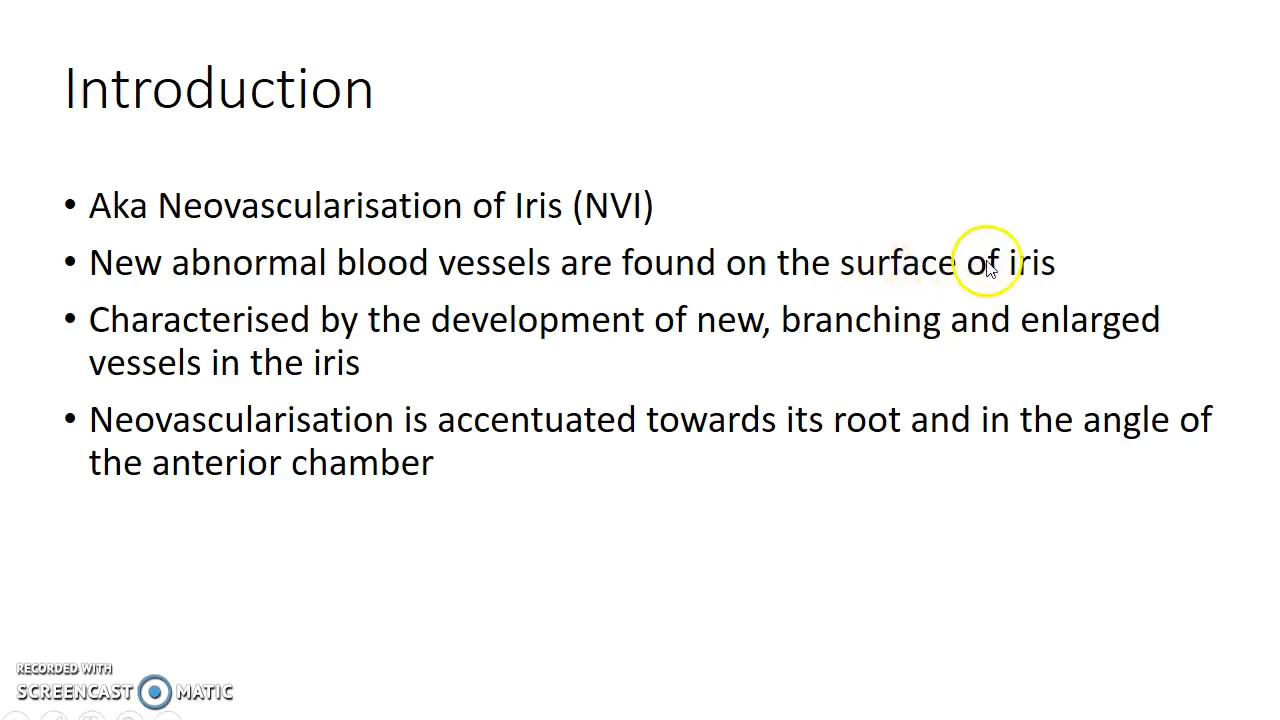 Introduction
• Aka Neovascularisation of Iris (NVI)
• New abnormal blood vessels are found on the surface of iris
• Characterised by the development of new, branching and enlarged
vessels in the iris
• Neovascularisation is accentuated towards its root and in the angle of
the anterior chamber
RECORDED WITH
SCREENCAST MATIC